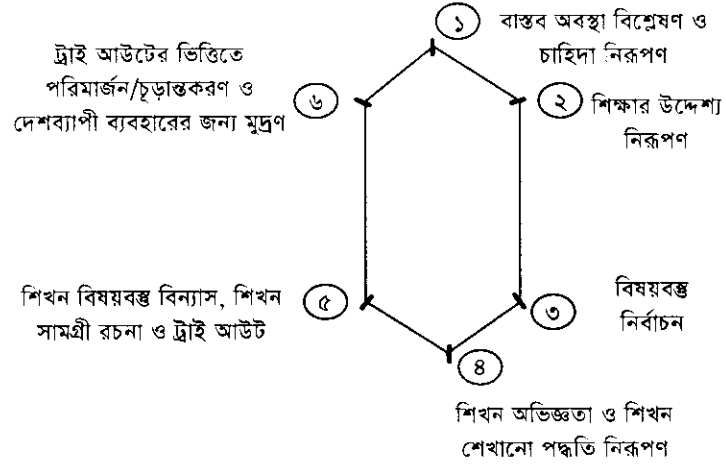 ১
বাস্তব অবস্থা বিশ্লেষণ ও
চাহিদা নিরূপণ
২
শিক্ষার উদ্দেশ্য
নিরূপণ
৩
বিষয়বস্তু
নির্বাচন
৪
শিখন অভিজ্ঞতা ও শিখন
শেখানো পদ্ধতি নিরূপণ
৫
শিখন বিষয়বস্তু বিন্যাস, শিখন
সামগ্রী রচনা ও ট্রাই আউট
৬
ট্রাই আউটের ভিত্তিতে
পরিমার্জন/চূড়ান্তকরণ ও
দেশব্যাপী ব্যবহারের জন্য মুদ্রণ